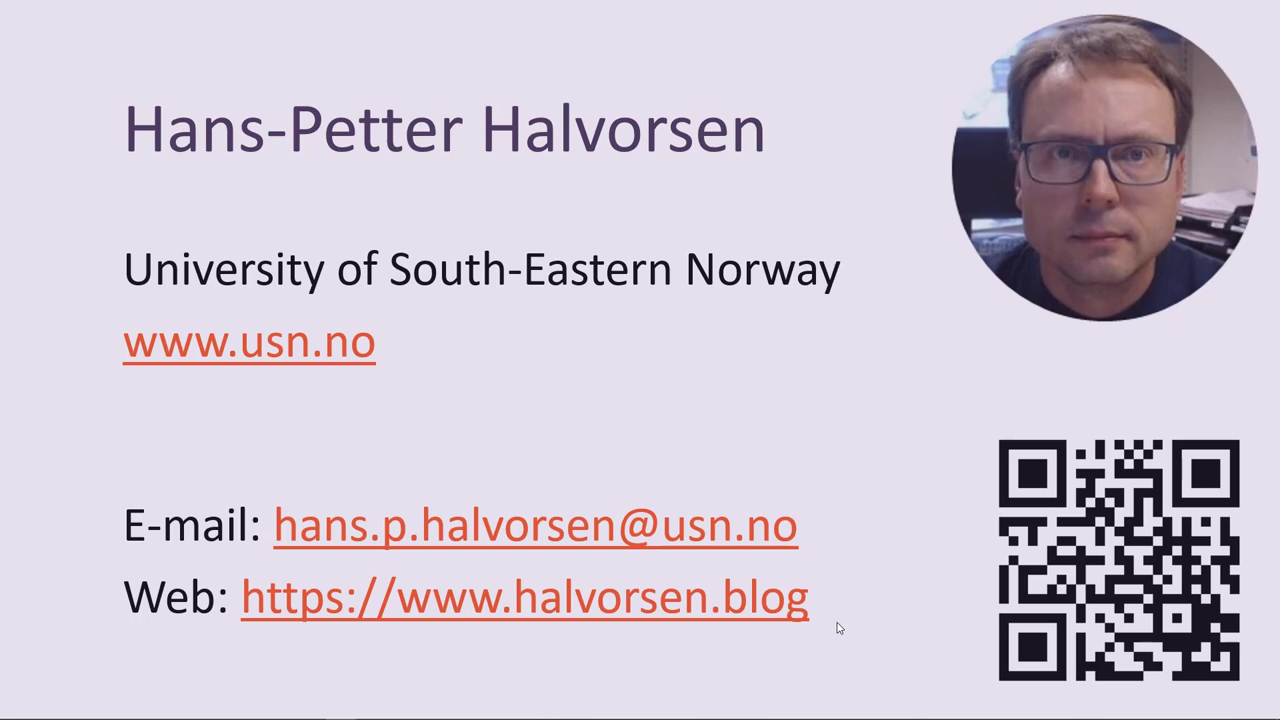 Hans-Petter Halvorsen
University of South-Eastern Norway
www.usn.no
E-mail: hans.p.halvorsen@usn.no
Web: https://www.halvorsen.blog